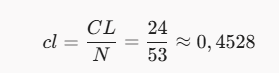 cl = CL/N = 24/53 ≈ 0,4528